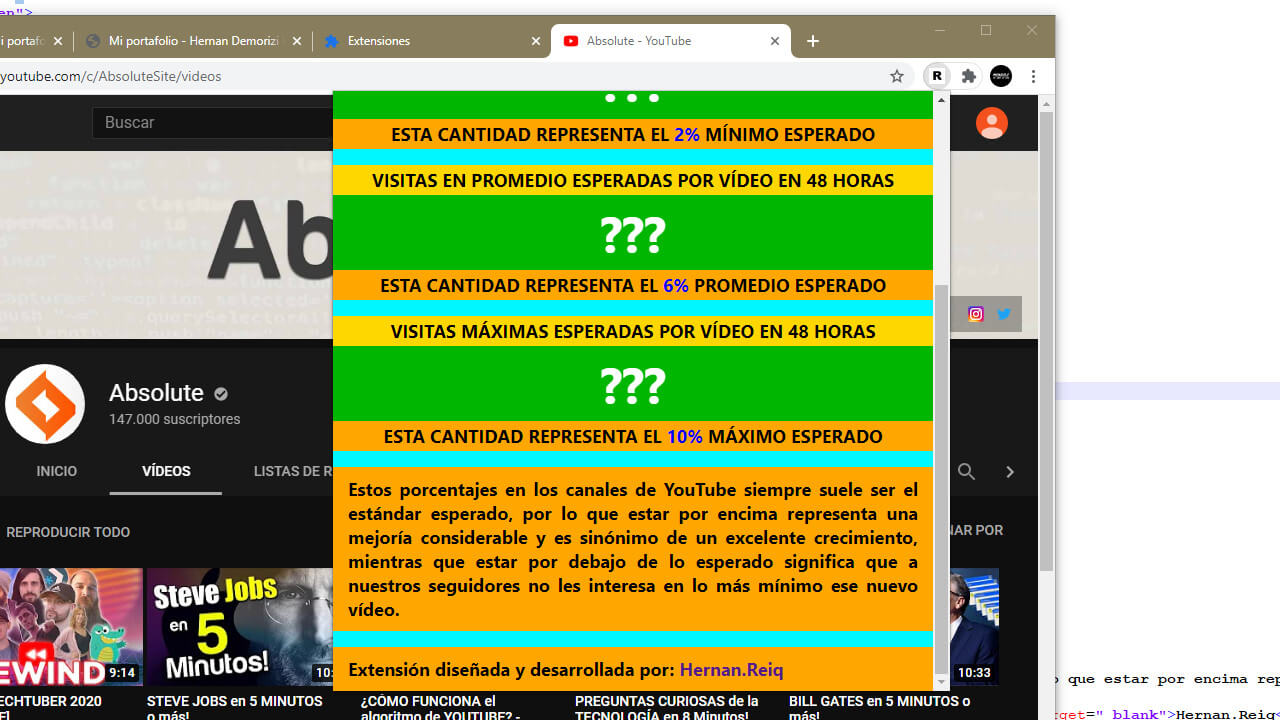 en">
i portafo
Mi portafolio - Hernan Demorizi
Extensiones
Absolute - YouTube
youtube.com/c/AbsoluteSite/videos
R
Buscar
ESTA CANTIDAD REPRESENTA EL 2% MÍNIMO ESPERADO
VISITAS EN PROMEDIO ESPERADAS POR VÍDEO EN 48 HORAS
???
ESTA CANTIDAD REPRESENTA EL 6% PROMEDIO ESPERADO
VISITAS MÁXIMAS ESPERADAS POR VÍDEO EN 48 HORAS
???
ESTA CANTIDAD REPRESENTA EL 10% MÁXIMO ESPERADO
Estos porcentajes en los canales de YouTube siempre suele ser el
estándar esperado, por lo que estar por encima representa una
mejoría considerable y es sinónimo de un excelente crecimiento,
mientras que estar por debajo de lo esperado significa que a
nuestros seguidores no les interesa en lo más mínimo ese nuevo
vídeo.
Extensión diseñada y desarrollada por: Hernan.Reiq
Ab
Absolute
147.000 suscriptores
INICIO
VÍDEOS
LISTAS DE R
REPRODUCIR TODO
NAR POR
EWIND
9:14
Steve Jobs
en 5
Minutos!
10:
10:33
ECHTUBER 2020
STEVE JOBS en 5 MINUTOS
o más!
¿CÓMO FUNCIONA el
algoritmo de YOUTUBE? -
PREGUNTAS CURIOSAS de la
TECNOLOGÍA en 8 Minutos!
BILL GATES en 5 MINUTOS o
más!
o que estar por encima rep
rget="_blank">Hernan.Reiq<